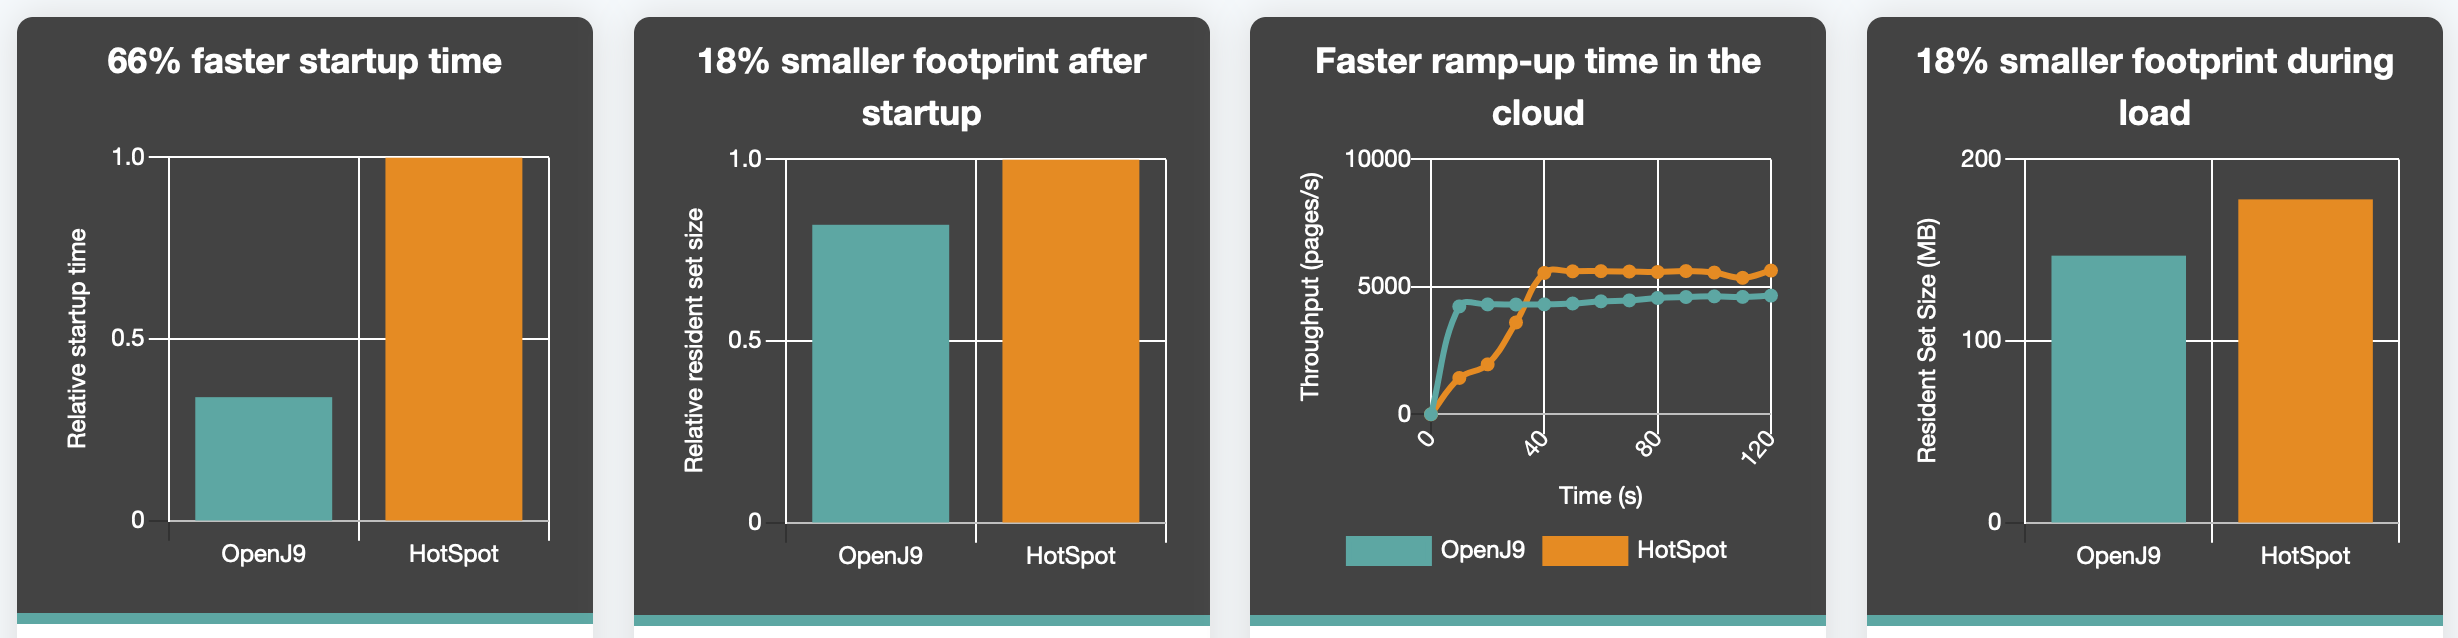 66% faster startup time
1.0
0.5
0
Relative startup time
OpenJ9
HotSpot
18% smaller footprint after
startup
1.0
0.5
0
Relative resident set size
OpenJ9
HotSpot
Faster ramp-up time in the
cloud
10000
5000
0
Throughput (pages/s)
0
40
80
120
Time (s)
OpenJ9
HotSpot
18% smaller footprint during
load
200
100
0
Resident Set Size (MB)
OpenJ9
HotSpot